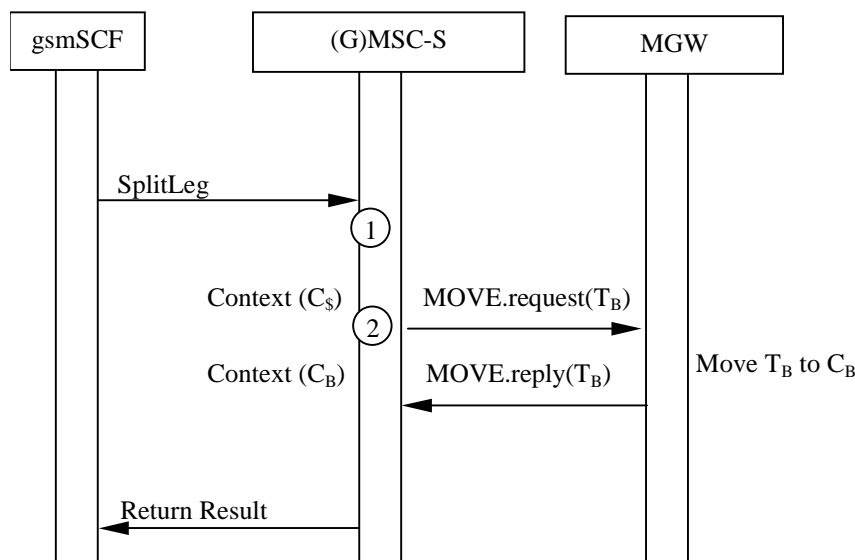 gsmSCF
(G)MSC-S
MGW
SplitLeg
1
Context (C$)
MOVE.request(TB)
2
Context (CB)
MOVE.reply(TB)
Move TB to CB
Return Result